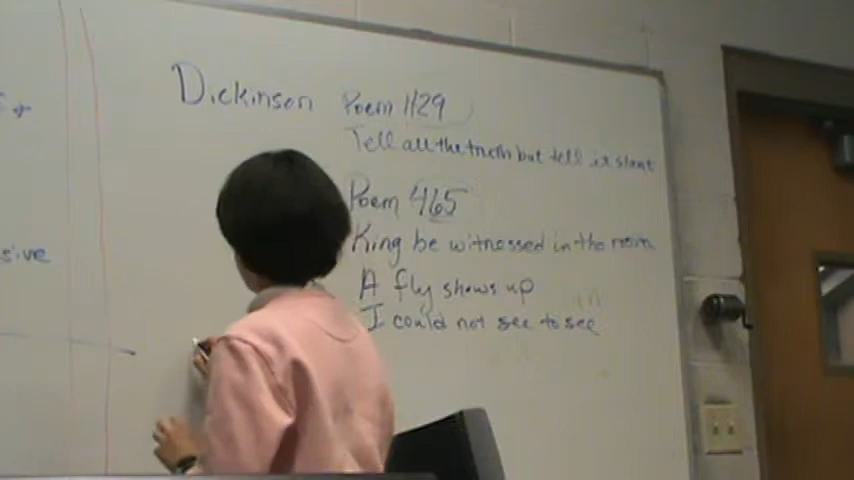 Dickinson Poem 1129
Tell all the truth but tell it slant
Poem 465
King be witnessed in the room
A fly shows up
I could not see to see
sive